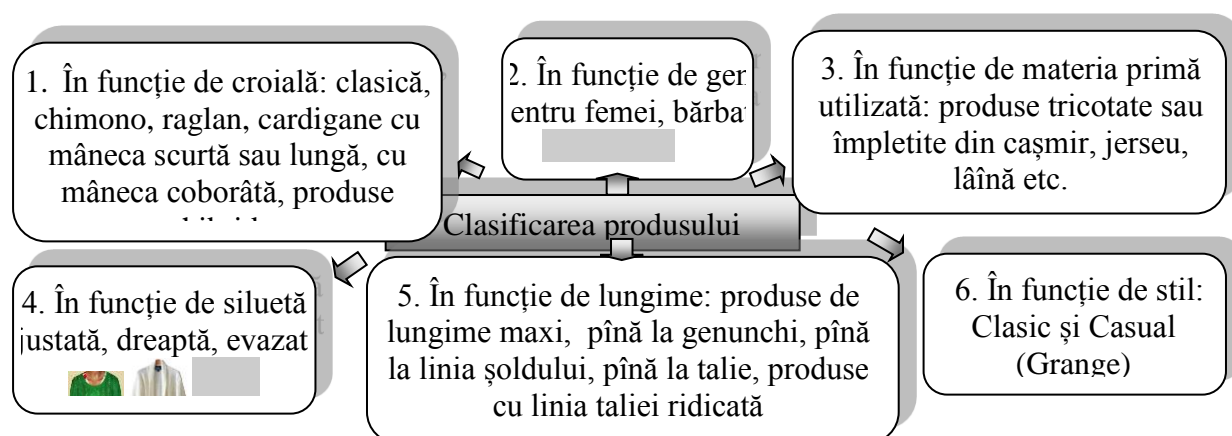 1. În funcție de croială: clasică,
chimono, raglan, cardigane cu
mâneca scurtă sau lungă, cu
mâneca coborâtă, produse
2. În funcție de gen
entru femei, bărba
3. În funcție de materia primă
utilizată: produse tricotate sau
împletite din cașmir, jerseu,
lâînă etc.
Clasificarea produsului
4. În funcție de siluetă
justată, dreaptă, evazat
5. În funcție de lungime: produse de
lungime maxi, pînă la genunchi, pînă
la linia șoldului, pînă la talie, produse
cu linia taliei ridicată
6. În funcție de stil:
Clasic și Casual
(Grange)